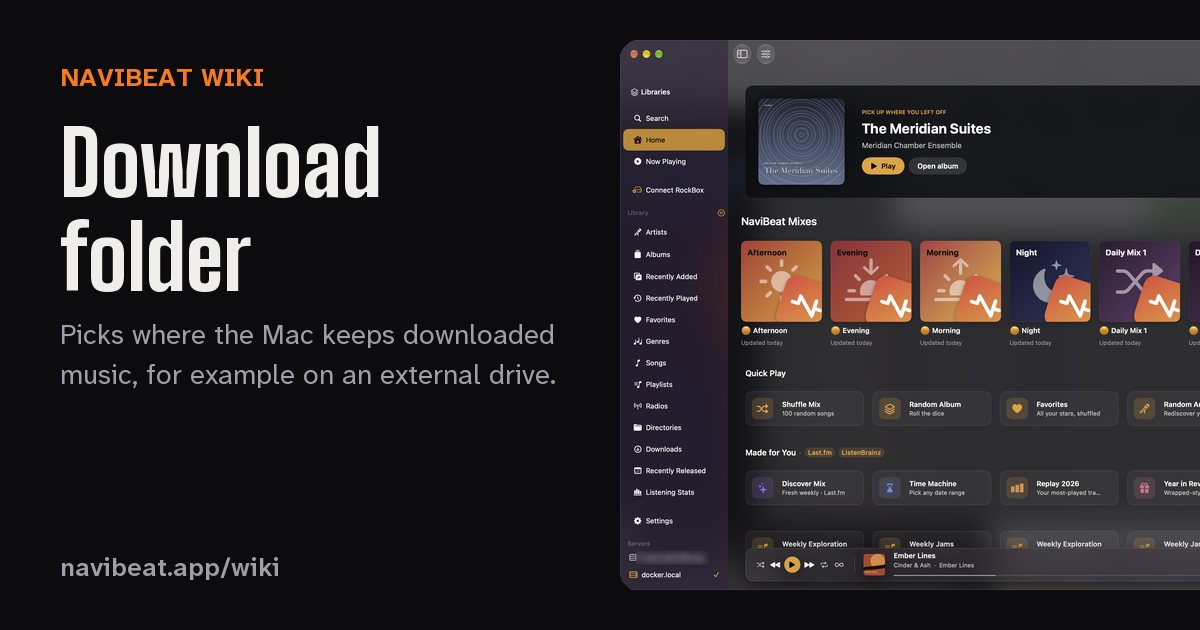 NAVIBEAT WIKI
Download
folder
Picks where the Mac keeps downloaded
music, for example on an external drive.
navibeat.app/wiki
Libraries
Search
Home
Now Playing
Connect RockBox
Library
Artists
Albums
Recently Added
Recently Played
Favorites
Genres
Songs
Playlists
Radios
Directories
Downloads
Recently Released
Listening Stats
Settings
Servers
docker.local
PICK UP WHERE YOU LEFT OFF
The Meridian Suites
Meridian Chamber Ensemble
Play
Open album
The Meridian Suites
NaviBeat Mixes
Afternoon
Evening
Morning
Night
Daily Mix 1
D
Afternoon
Evening
Morning
Night
Daily Mix 1
Updated today
Updated today
Updated today
Updated today
Updated today
Quick Play
Shuffle Mix
100 random songs
Random Album
Roll the dice
Favorites
All your stars, shuffled
Random Ar
Rediscover y
Made for You · Last.fm ListenBrainz
Discover Mix
Fresh weekly · Last.fm
Time Machine
Pick any date range
Replay 2026
Your most-played tra...
Year in Rev
Wrapped-sty
Weekly Exploration
Weekly Jams
Weekly Exploration
Weekly Jar
Ember Lines
Cinder & Ash · Ember Lines